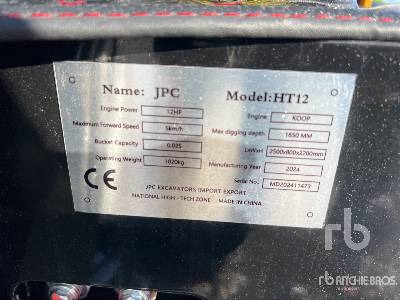 Name: JPC Model:HT12
Engine Power 12HP Engine KOOP
Maximum Forward Speed 5km/h Max digging depth 1650 MM
Bucket Capacity 0.025 LxWxH 2500x800x2200mm
Operating Weight 1020kg Manufacturing Year 2024
Serial No.: MD202411473
CE
JPC EXCAVATORS IMPORT EXPORT
NATIONAL HIGH - TECH ZONE MADE IN CHINA
rb
rb RITCHIE BROS.